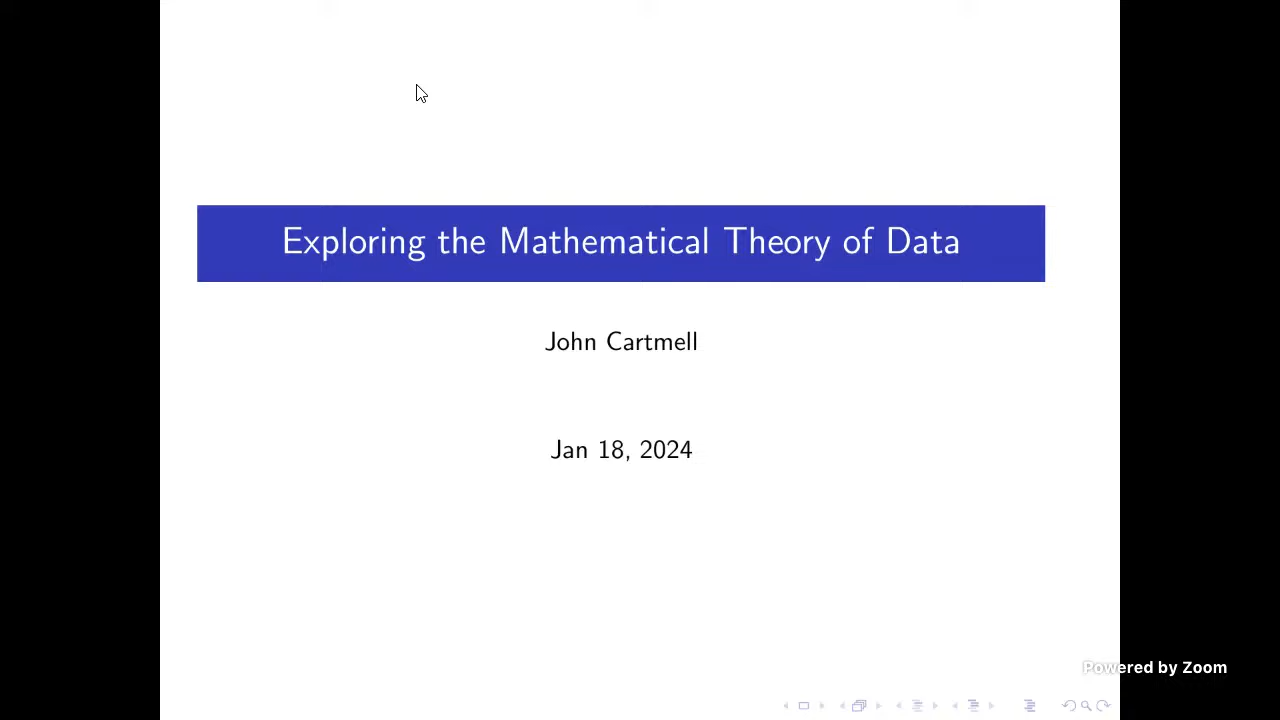 Exploring the Mathematical Theory of Data
John Cartmell
Jan 18, 2024
Powered by Zoom